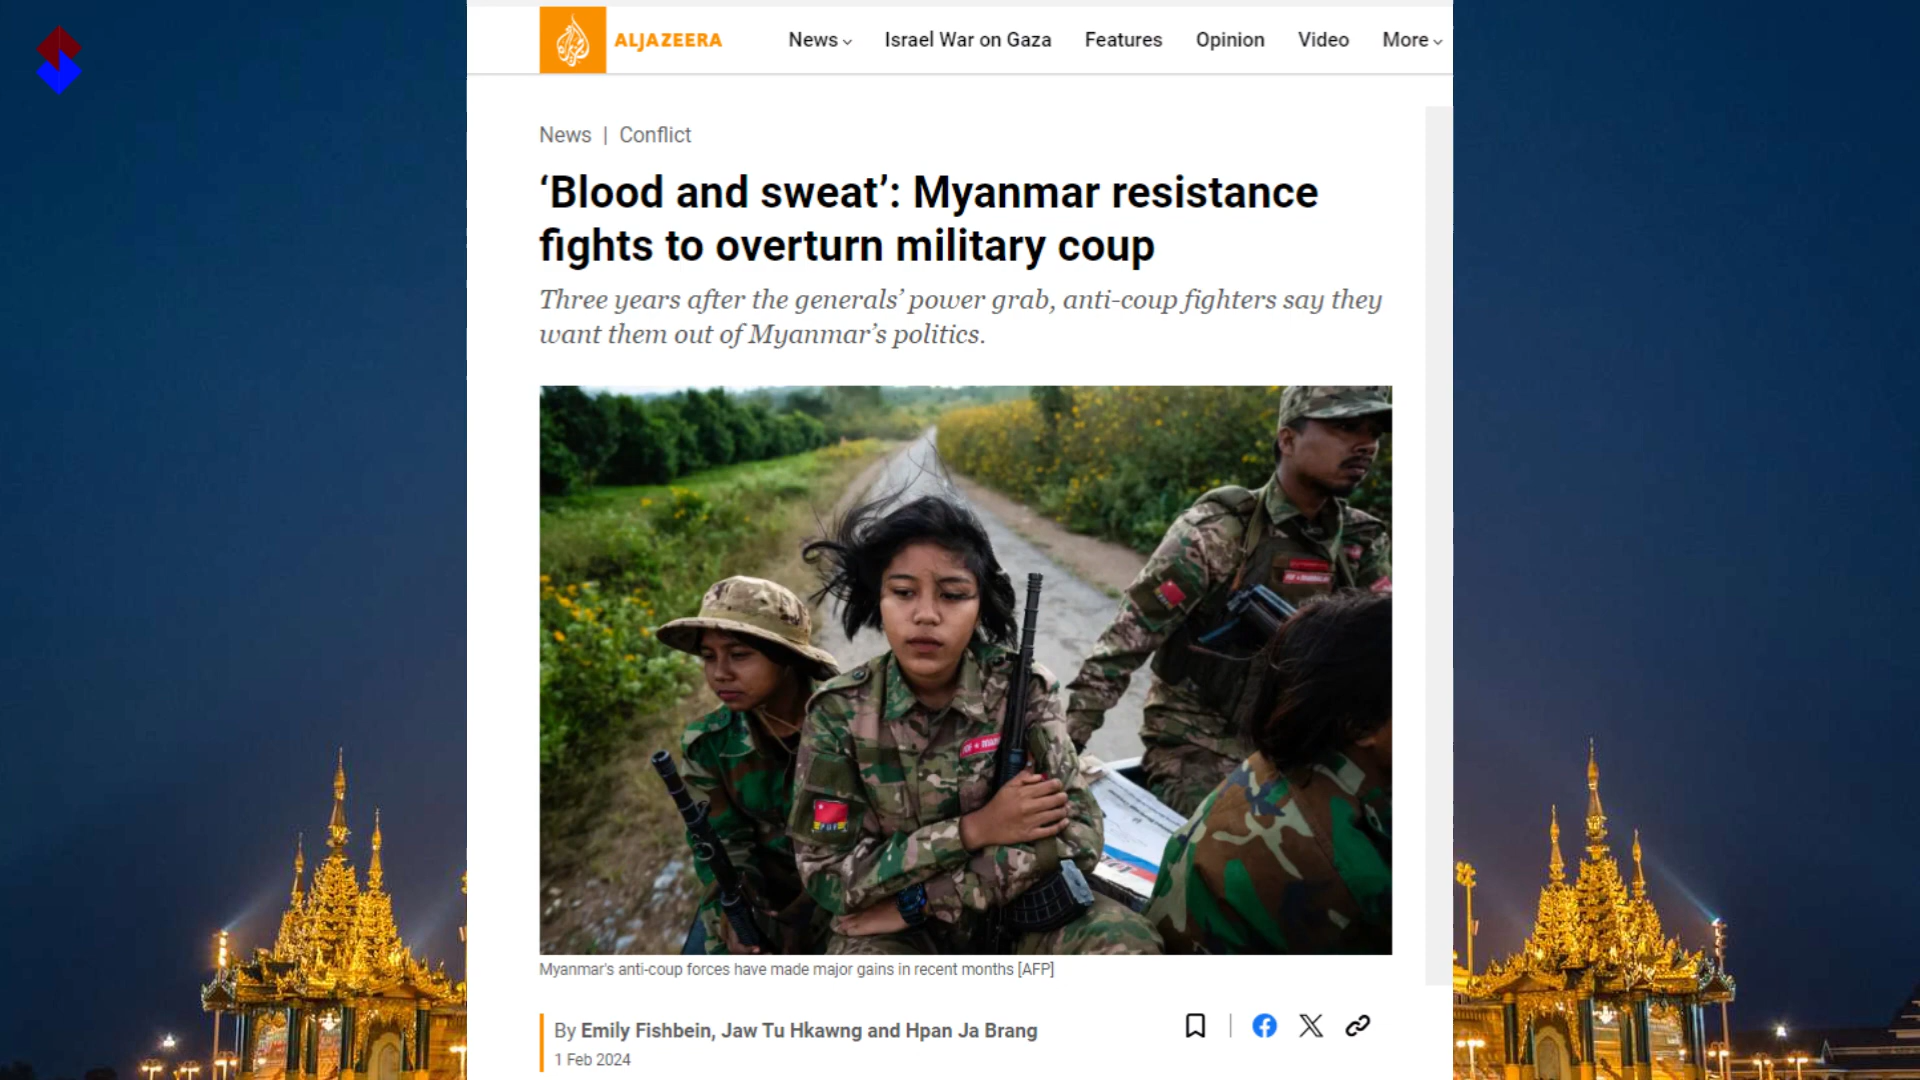 ALJAZEERA
News Israel War on Gaza Features Opinion Video More
News | Conflict
‘Blood and sweat’: Myanmar resistance
fights to overturn military coup
Three years after the generals’ power grab, anti-coup fighters say they
want them out of Myanmar’s politics.
PDF
Myanmar's anti-coup forces have made major gains in recent months [AFP]
By Emily Fishbein, Jaw Tu Hkawng and Hpan Ja Brang
1 Feb 2024